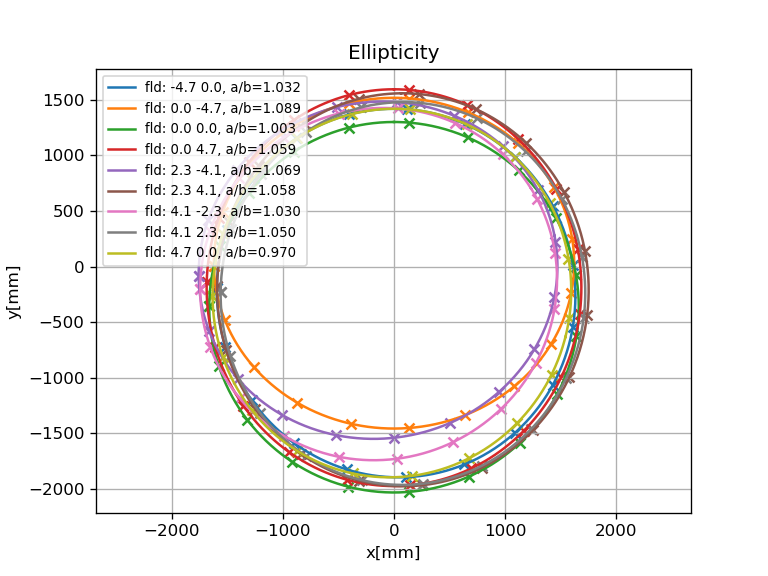 Ellipticity
fld: -4.7 0.0, a/b=1.032
fld: 0.0 -4.7, a/b=1.089
fld: 0.0 0.0, a/b=1.003
fld: 0.0 4.7, a/b=1.059
fld: 2.3 -4.1, a/b=1.069
fld: 2.3 4.1, a/b=1.058
fld: 4.1 -2.3, a/b=1.030
fld: 4.1 2.3, a/b=1.050
fld: 4.7 0.0, a/b=0.970
1500
1000
500
0
−500
−1000
−1500
−2000
y[mm]
−2000
−1000
0
1000
2000
x[mm]